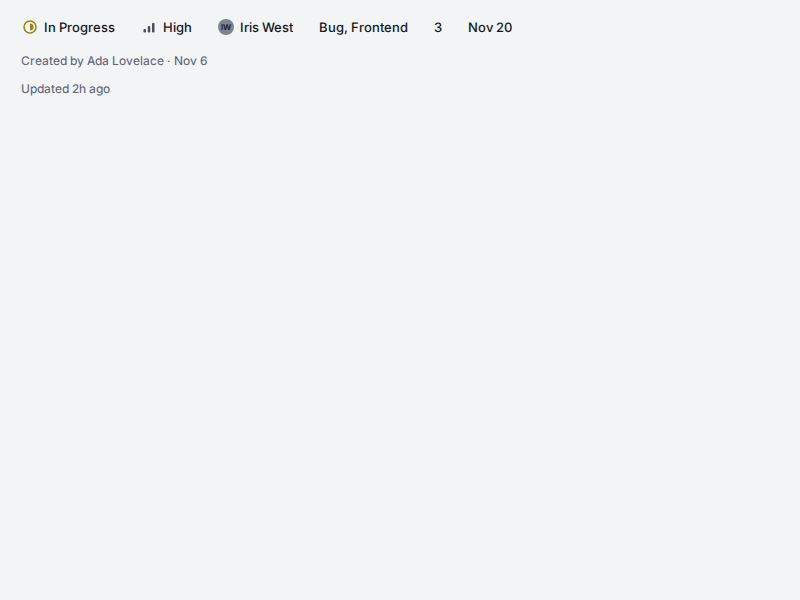 In Progress High IW Iris West Bug, Frontend 3 Nov 20
Created by Ada Lovelace · Nov 6
Updated 2h ago